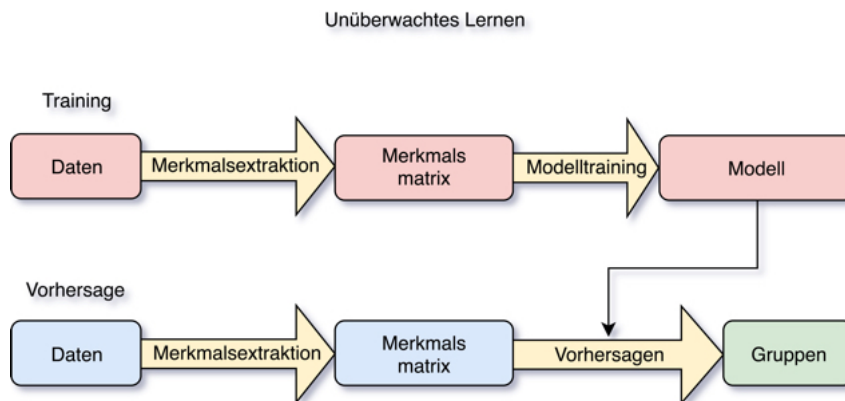 Unüberwachtes Lernen
Training
Daten
Merkmalsextraktion
Merkmals
matrix
Modelltraining
Modell
Vorhersage
Daten
Merkmalsextraktion
Merkmals
matrix
Vorhersagen
Gruppen